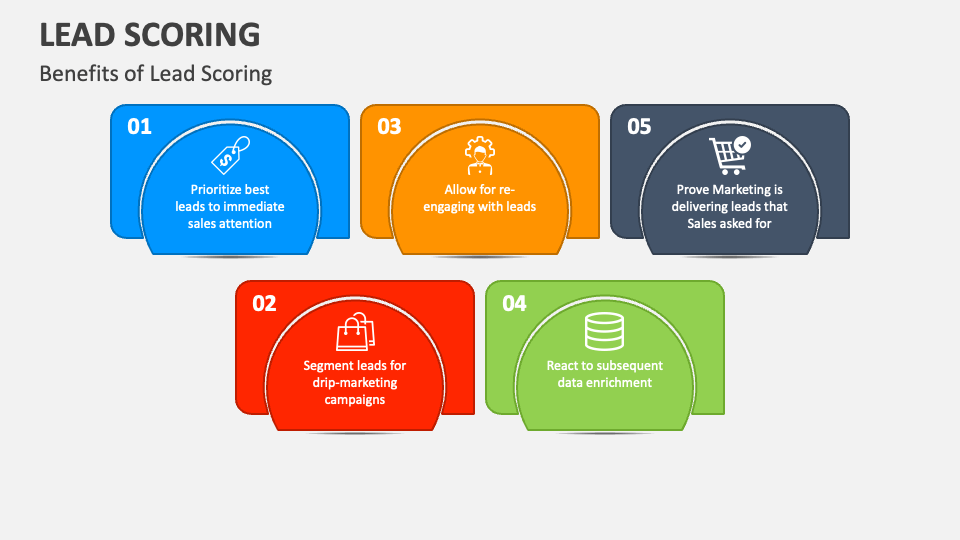 LEAD SCORING
Benefits of Lead Scoring
01
Prioritize best
leads to immediate
sales attention
02
Segment leads for
drip-marketing
campaigns
03
Allow for re-
engaging with leads
04
React to subsequent
data enrichment
05
Prove Marketing is
delivering leads that
Sales asked for